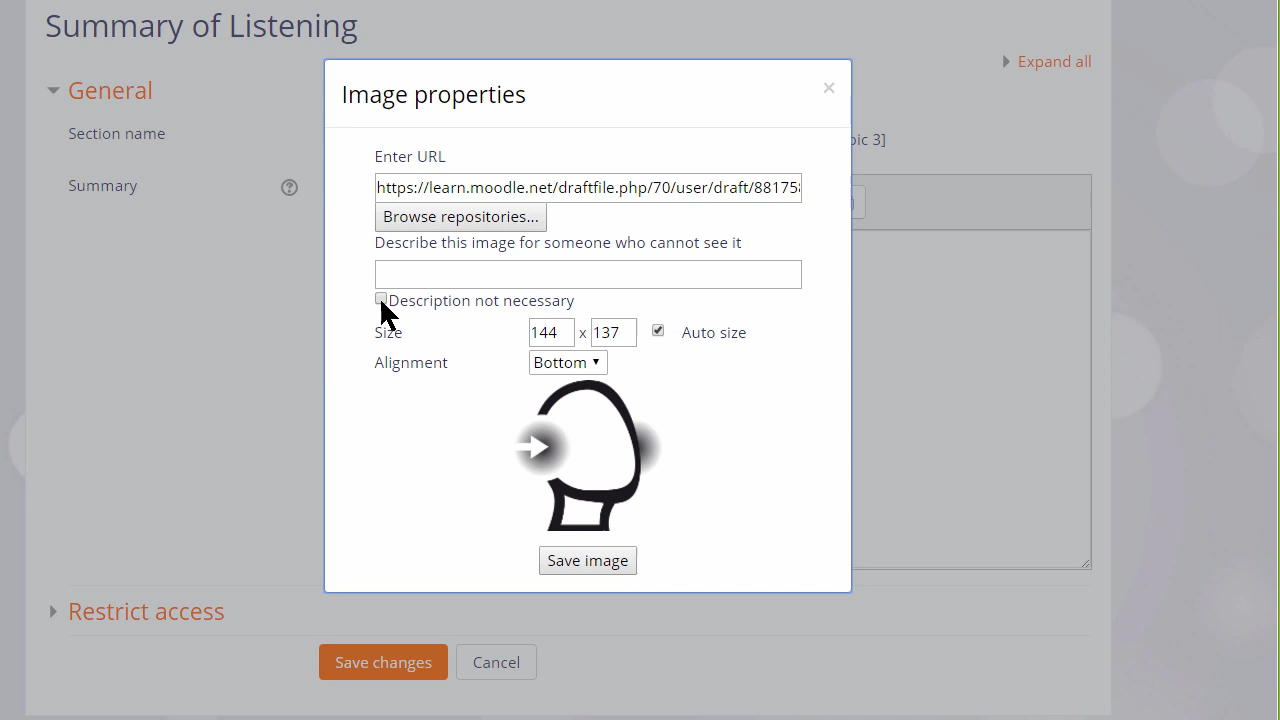 Summary of Listening
Expand all
General
Section name
pic 3]
Summary
Image properties
×
Enter URL
https://learn.moodle.net/draftfile.php/70/user/draft/88175
Browse repositories...
Describe this image for someone who cannot see it
Description not necessary
Size 144 x 137 Auto size
Alignment Bottom
Save image
Restrict access
Save changes Cancel